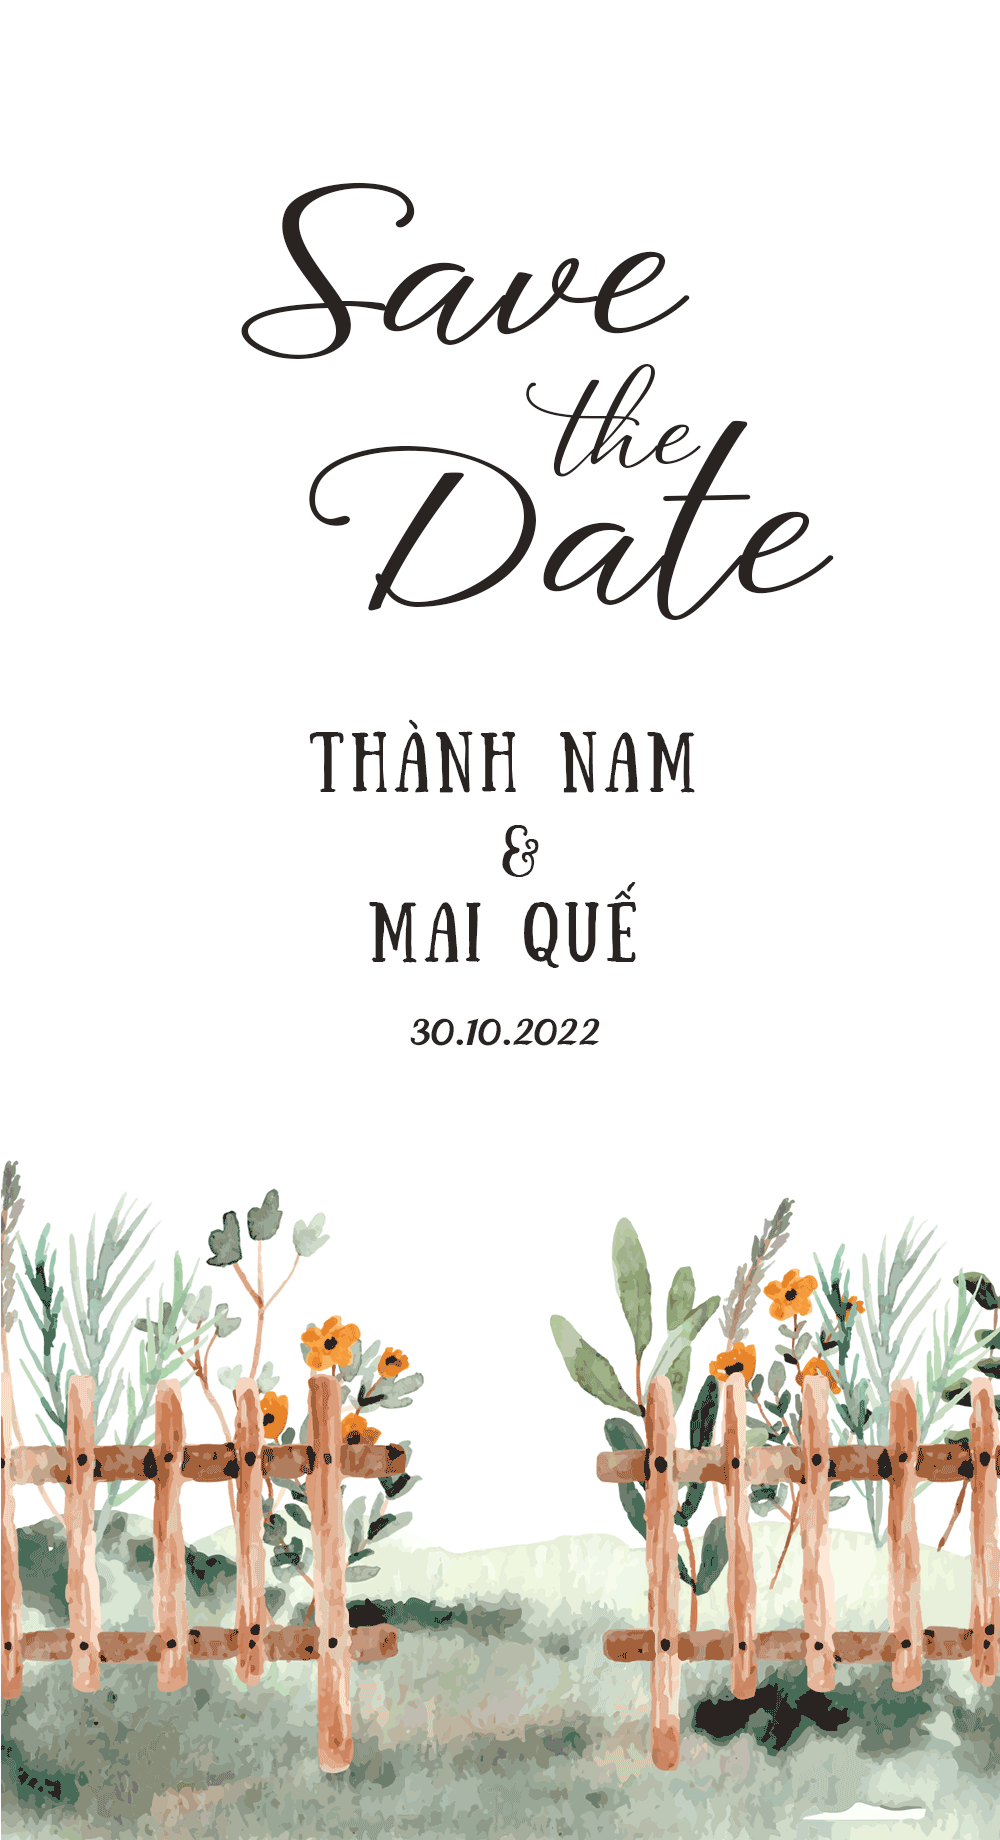 Save
the
Date
THÀNH NAM
&
MAI QUẾ
30.10.2022